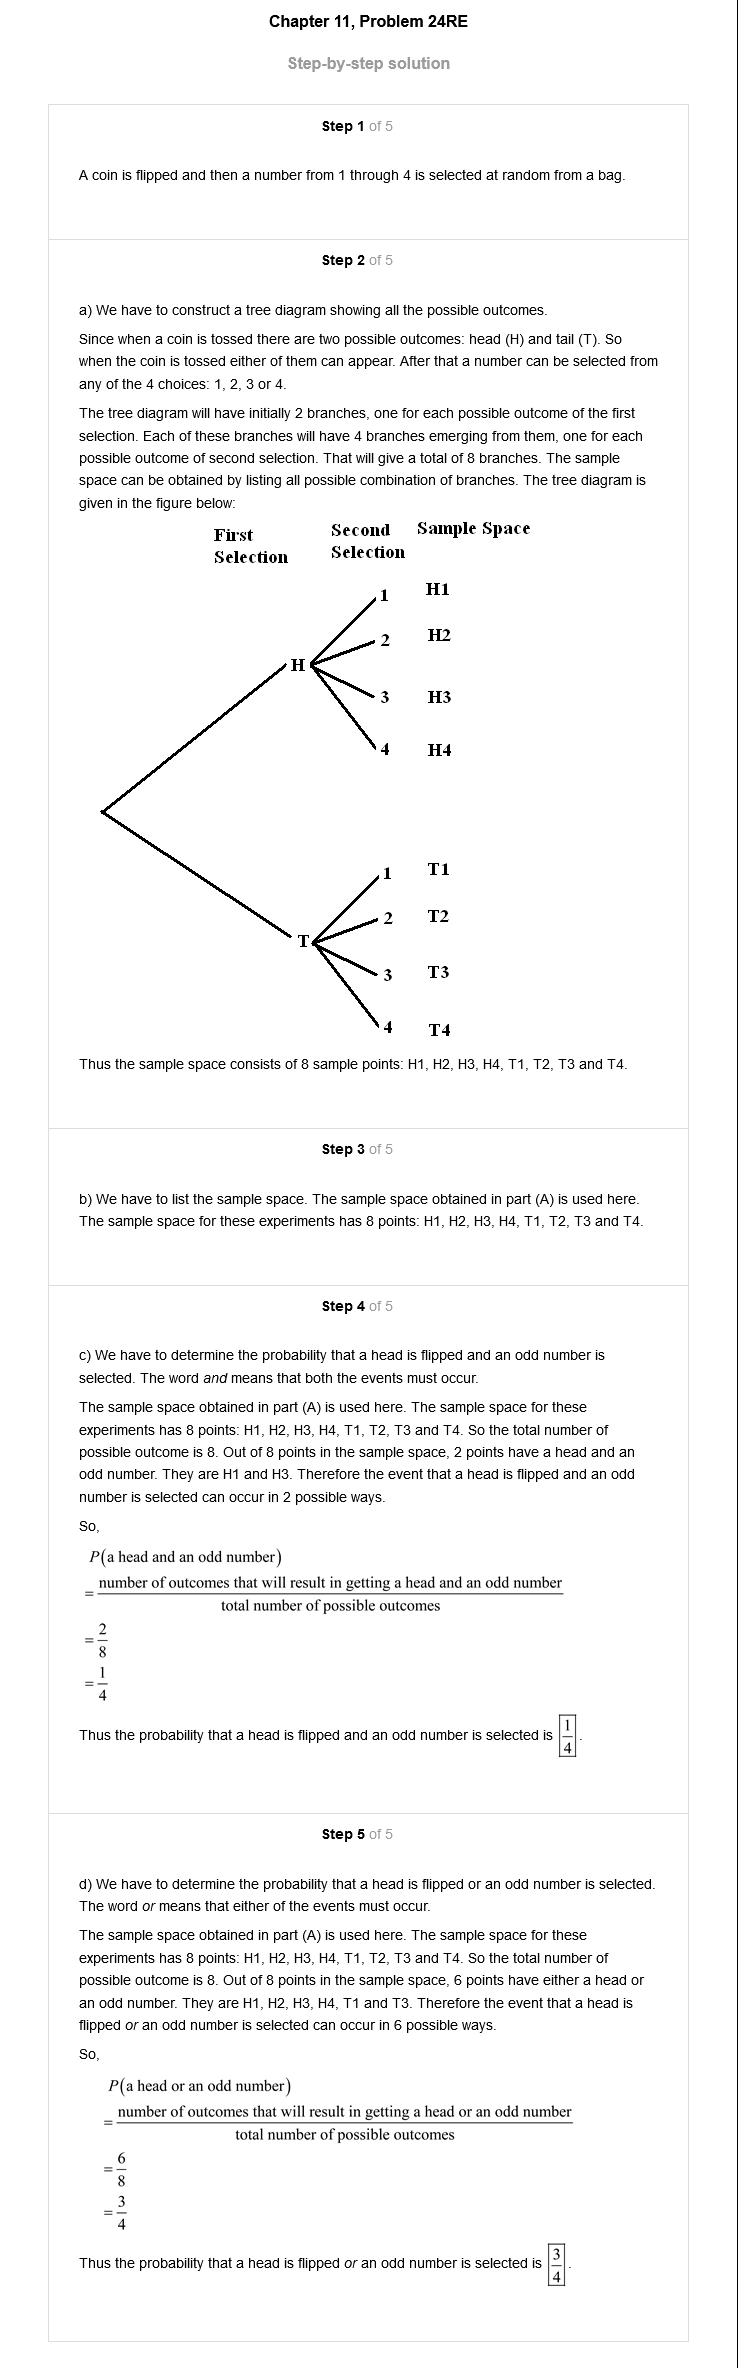 Chapter 11, Problem 24RE
Step-by-step solution
Step 1 of 5
A coin is flipped and then a number from 1 through 4 is selected at random from a bag.
Step 2 of 5
a) We have to construct a tree diagram showing all the possible outcomes.
Since when a coin is tossed there are two possible outcomes: head (H) and tail (T). So
when the coin is tossed either of them can appear. After that a number can be selected from
any of the 4 choices: 1, 2, 3 or 4.
The tree diagram will have initially 2 branches, one for each possible outcome of the first
selection. Each of these branches will have 4 branches emerging from them, one for each
possible outcome of second selection. That will give a total of 8 branches. The sample
space can be obtained by listing all possible combination of branches. The tree diagram is
given in the figure below:
First Second Sample Space
Selection Selection
1 H1
2 H2
H
3 H3
4 H4
1 T1
2 T2
T
3 T3
4 T4
Thus the sample space consists of 8 sample points: H1, H2, H3, H4, T1, T2, T3 and T4.
Step 3 of 5
b) We have to list the sample space. The sample space obtained in part (A) is used here.
The sample space for these experiments has 8 points: H1, H2, H3, H4, T1, T2, T3 and T4.
Step 4 of 5
c) We have to determine the probability that a head is flipped and an odd number is
selected. The word and means that both the events must occur.
The sample space obtained in part (A) is used here. The sample space for these
experiments has 8 points: H1, H2, H3, H4, T1, T2, T3 and T4. So the total number of
possible outcome is 8. Out of 8 points in the sample space, 2 points have a head and an
odd number. They are H1 and H3. Therefore the event that a head is flipped and an odd
number is selected can occur in 2 possible ways.
So,
P(a head and an odd number)
= number of outcomes that will result in getting a head and an odd number
total number of possible outcomes
= 2
8
= 1
4
Thus the probability that a head is flipped and an odd number is selected is 1/4.
Step 5 of 5
d) We have to determine the probability that a head is flipped or an odd number is selected.
The word or means that either of the events must occur.
The sample space obtained in part (A) is used here. The sample space for these
experiments has 8 points: H1, H2, H3, H4, T1, T2, T3 and T4. So the total number of
possible outcome is 8. Out of 8 points in the sample space, 6 points have either a head or
an odd number. They are H1, H2, H3, H4, T1 and T3. Therefore the event that a head is
flipped or an odd number is selected can occur in 6 possible ways.
So,
P(a head or an odd number)
= number of outcomes that will result in getting a head or an odd number
total number of possible outcomes
= 6
8
= 3
4
Thus the probability that a head is flipped or an odd number is selected is 3/4.